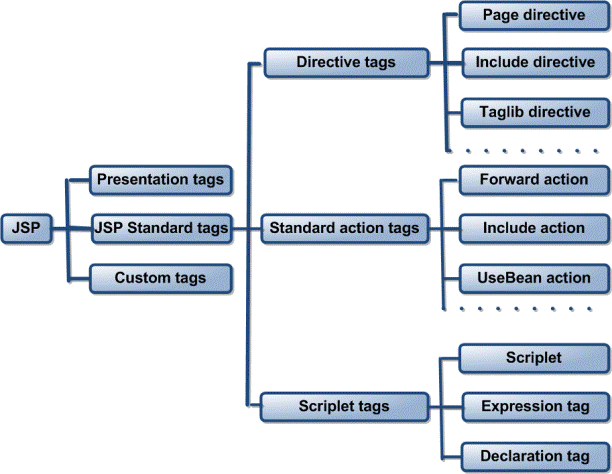 JSP
Presentation tags
JSP Standard tags
Custom tags
Directive tags
Page directive
Include directive
Taglib directive
Standard action tags
Forward action
Include action
UseBean action
Scriplet tags
Scriplet
Expression tag
Declaration tag